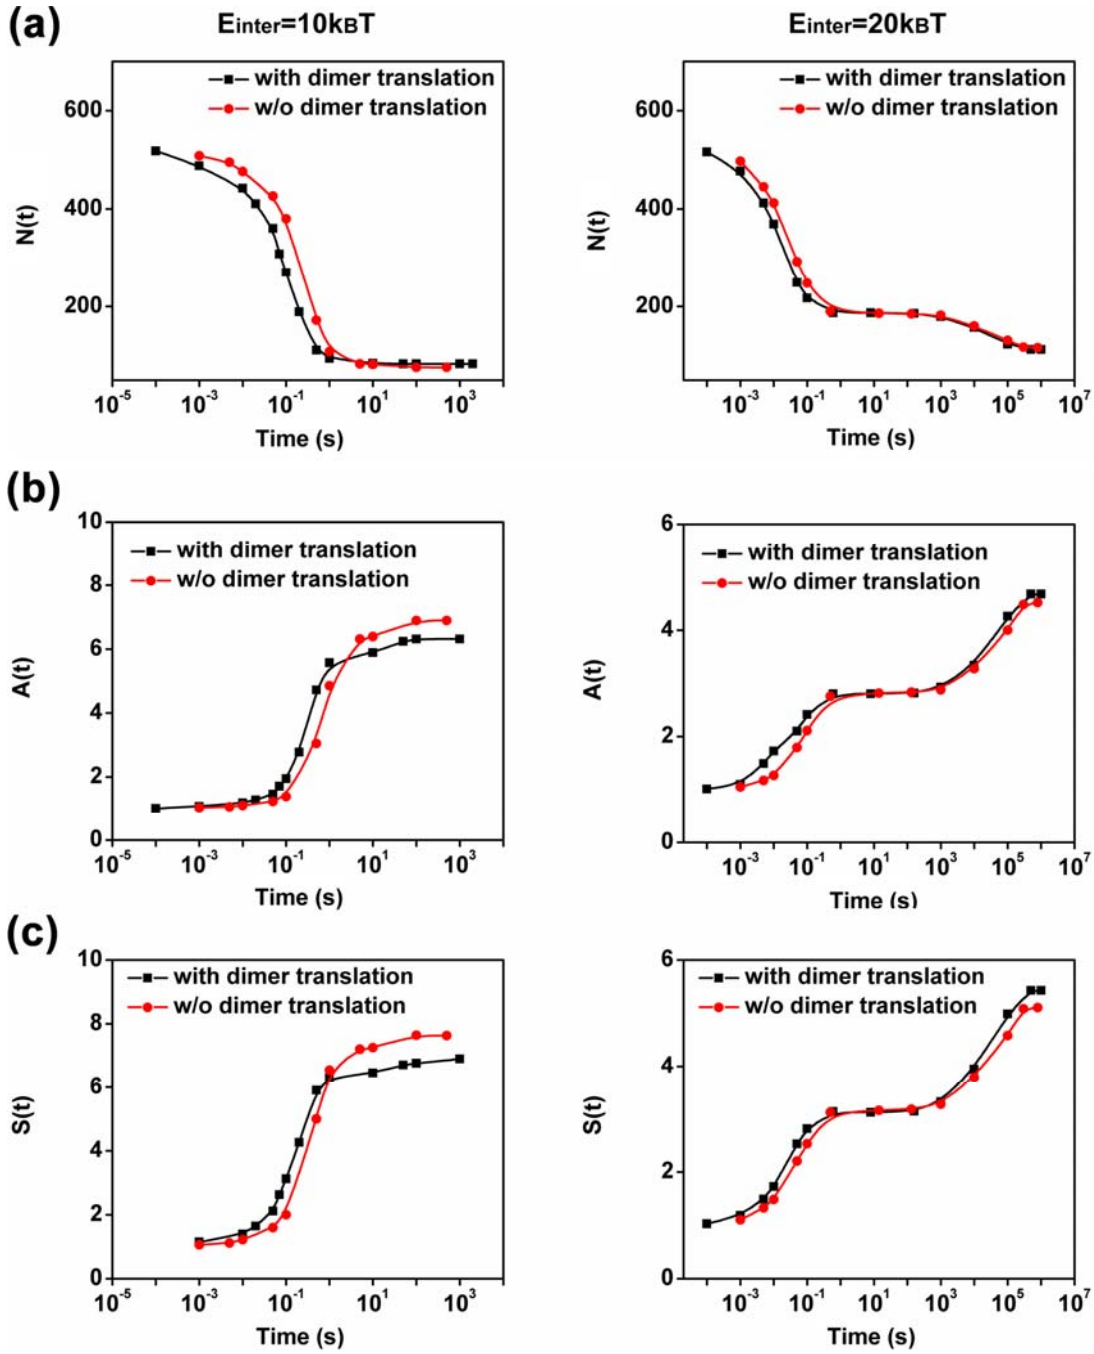 (a)
Einter=10kBT
Einter=20kBT
with dimer translation
w/o dimer translation
600
400
200
N(t)
10-5 10-3 10-1 101 103
Time (s)
with dimer translation
w/o dimer translation
600
400
200
N(t)
10-3 10-1 101 103 105 107
Time (s)
(b)
with dimer translation
w/o dimer translation
10
8
6
4
2
0
A(t)
10-5 10-3 10-1 101 103
Time (s)
with dimer translation
w/o dimer translation
6
4
2
0
A(t)
10-3 10-1 101 103 105 107
Time (s)
(c)
with dimer translation
w/o dimer translation
10
8
6
4
2
0
S(t)
10-5 10-3 10-1 101 103
Time (s)
with dimer translation
w/o dimer translation
6
4
2
0
S(t)
10-3 10-1 101 103 105 107
Time (s)